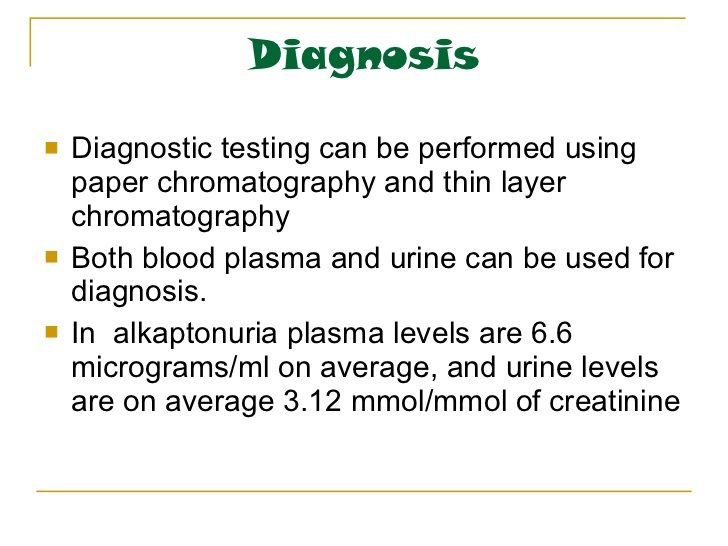 Diagnosis
Diagnostic testing can be performed using
paper chromatography and thin layer
chromatography
Both blood plasma and urine can be used for
diagnosis.
In  alkaptonuria plasma levels are 6.6
micrograms/ml on average, and urine levels
are on average 3.12 mmol/mmol of creatinine